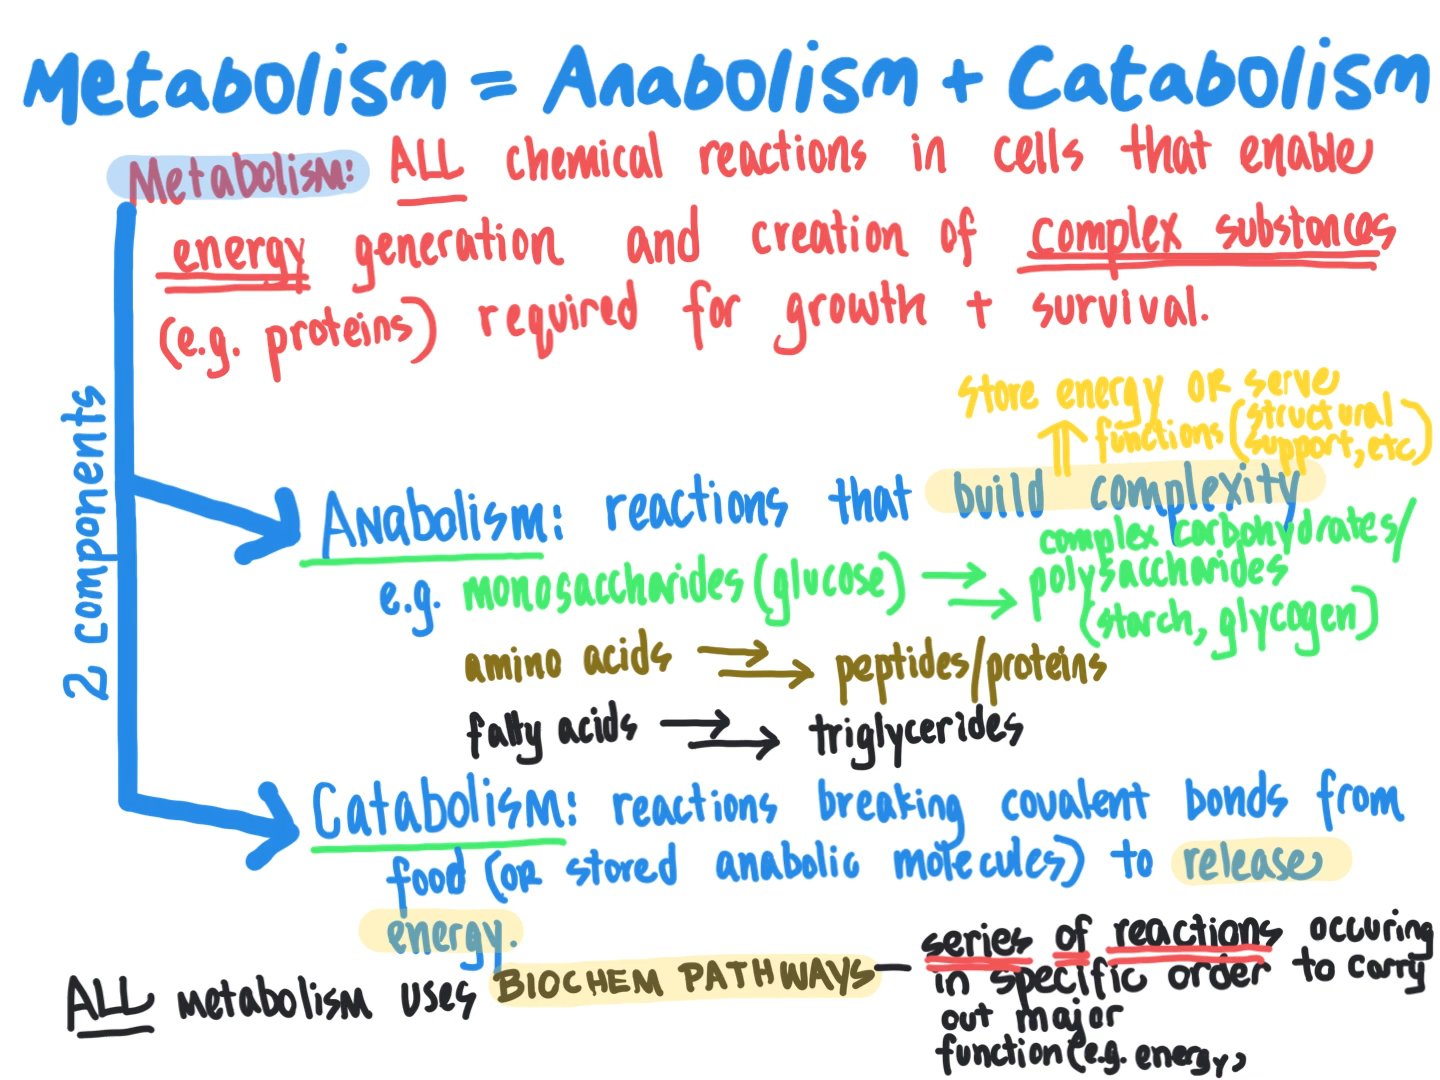 Metabolism = Anabolism + Catabolism
Metabolism: ALL chemical reactions in cells that enable
energy generation and creation of complex substances
(e.g. proteins) required for growth + survival.
2 components
store energy OR serve
functions (structural
support, etc)
Anabolism: reactions that build complexity
e.g. monosaccharides (glucose) →→ complex carbohydrates/
polysaccharides
(starch, glycogen)
amino acids →→ peptides/proteins
fatty acids →→ triglycerides
Catabolism: reactions breaking covalent bonds from
food (or stored anabolic molecules) to release
energy.
ALL metabolism uses BIOCHEM PATHWAYS — series of reactions occuring
in specific order to carry
out major
function (e.g. energy,